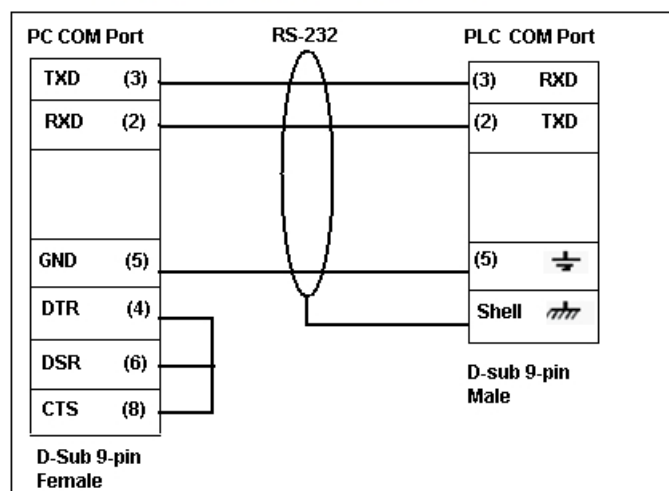 PC COM Port
RS-232
PLC COM Port
TXD (3)
(3) RXD
RXD (2)
(2) TXD
GND (5)
(5)
DTR (4)
Shell
DSR (6)
CTS (8)
D-sub 9-pin
Male
D-Sub 9-pin
Female